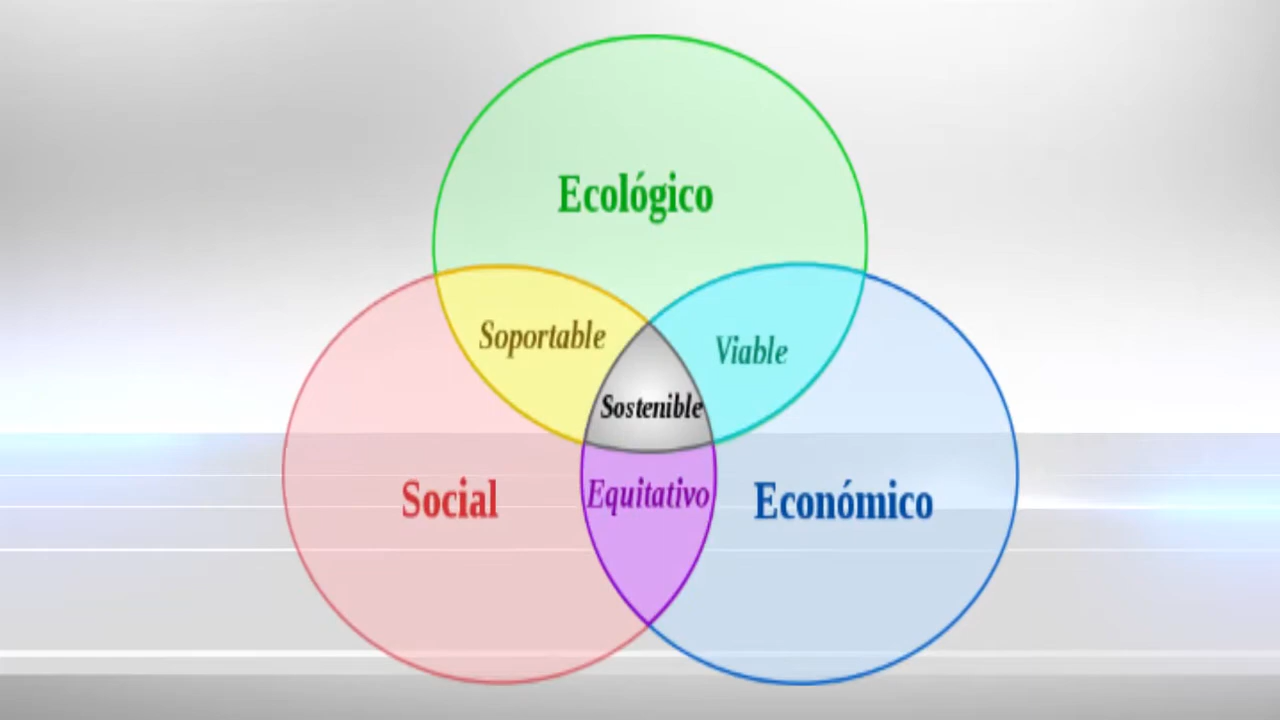 Ecológico
Soportable
Viable
Sostenible
Social
Equitativo
Económico